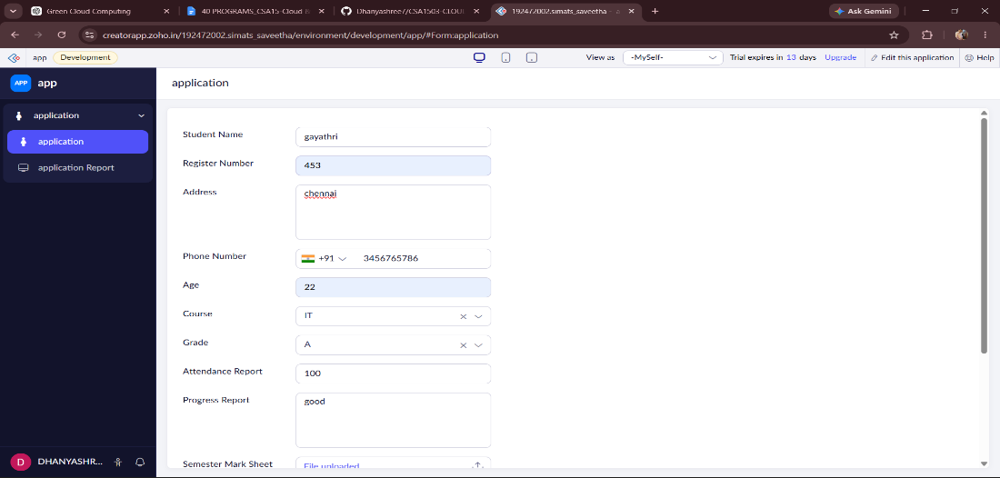 Green Cloud Computing
40 PROGRAMS_CSA15-Cloud B
Dhanyashree7/CSA1503-CLOU
192472002.simats_saveetha -
Ask Gemini
creatorapp.zoho.in/192472002.simats_saveetha/environment/development/app/#Form:application
app Development View as -MySelf- Trial expires in 13 days Upgrade Edit this application Help
APP app
application
application
application
application Report
Student Name gayathri
Register Number 453
Address chennai
Phone Number +91 3456765786
Age 22
Course IT
Grade A
Attendance Report 100
Progress Report good
Semester Mark Sheet File uploaded
D DHANYASHR...